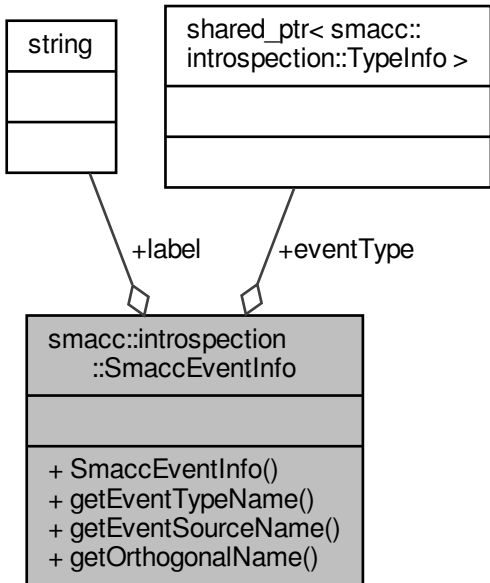 string
shared_ptr< smacc::
introspection::TypeInfo >
+label
+eventType
smacc::introspection
::SmaccEventInfo
+ SmaccEventInfo()
+ getEventTypeName()
+ getEventSourceName()
+ getOrthogonalName()